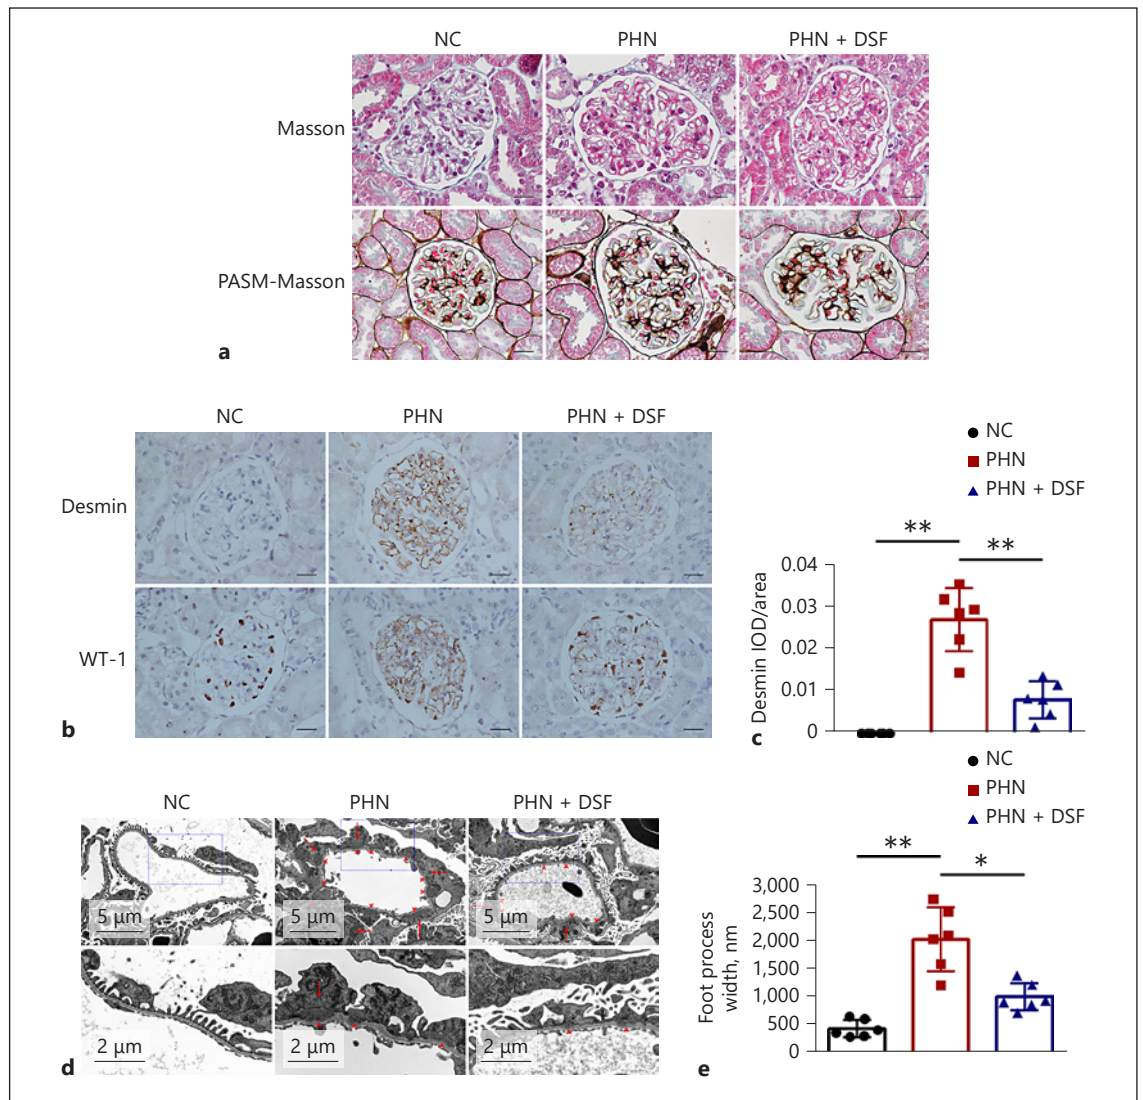 NC PHN PHN + DSF
Masson
PASM-Masson
a
NC PHN PHN + DSF
Desmin
WT-1
b
NC
PHN
PHN + DSF
**
**
Desmin IOD/area
0.04
0.03
0.02
0.01
0
c
NC PHN PHN + DSF
5 µm 5 µm 5 µm
2 µm 2 µm 2 µm
d
NC
PHN
PHN + DSF
**
*
Foot process
width, nm
3,000
2,500
2,000
1,500
1,000
500
0
e